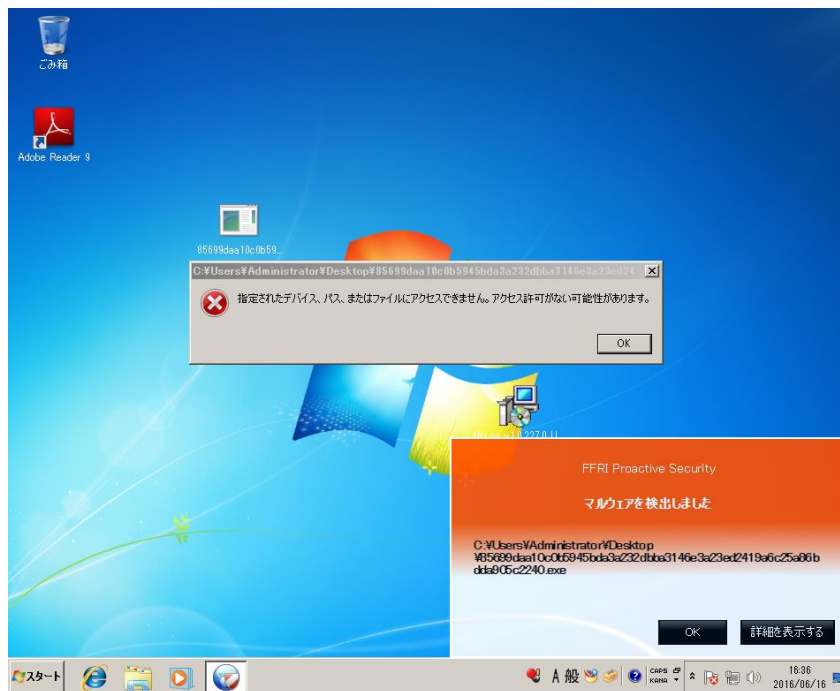 ごみ箱
Adobe Reader 9
85699daa10c0b59...
C:¥Users¥Administrator¥Desktop¥85699daa10c0b5945bda3a232dbba3146e3a23ed24...
指定されたデバイス、パス、またはファイルにアクセスできません。アクセス許可がない可能性があります。
OK
FFRI Proactive Security
マルウェアを検出しました
C:¥Users¥Administrator¥Desktop
¥85699daa10c0b5945bda3a232dbba3146e3a23ed2419a6c25a86b
dda905c2240.exe
OK
詳細を表示する
スタート
A 般
CAPS
KANA
16:36
2016/06/16